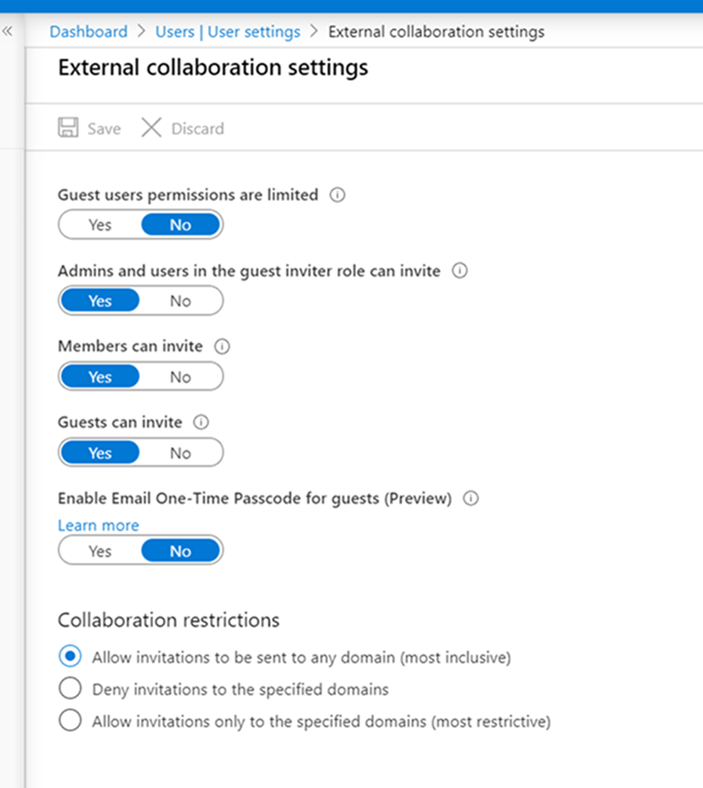 Dashboard > Users | User settings > External collaboration settings
External collaboration settings
Save Discard
Guest users permissions are limited
Yes No
Admins and users in the guest inviter role can invite
Yes No
Members can invite
Yes No
Guests can invite
Yes No
Enable Email One-Time Passcode for guests (Preview)
Learn more
Yes No
Collaboration restrictions
Allow invitations to be sent to any domain (most inclusive)
Deny invitations to the specified domains
Allow invitations only to the specified domains (most restrictive)